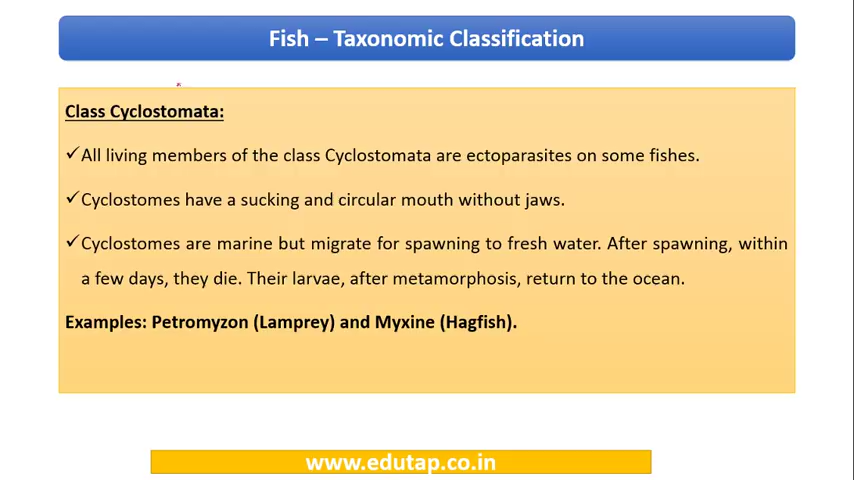 Fish – Taxonomic Classification
Class Cyclostomata:
✓All living members of the class Cyclostomata are ectoparasites on some fishes.
✓Cyclostomes have a sucking and circular mouth without jaws.
✓Cyclostomes are marine but migrate for spawning to fresh water. After spawning, within
a few days, they die. Their larvae, after metamorphosis, return to the ocean.
Examples: Petromyzon (Lamprey) and Myxine (Hagfish).
www.edutap.co.in